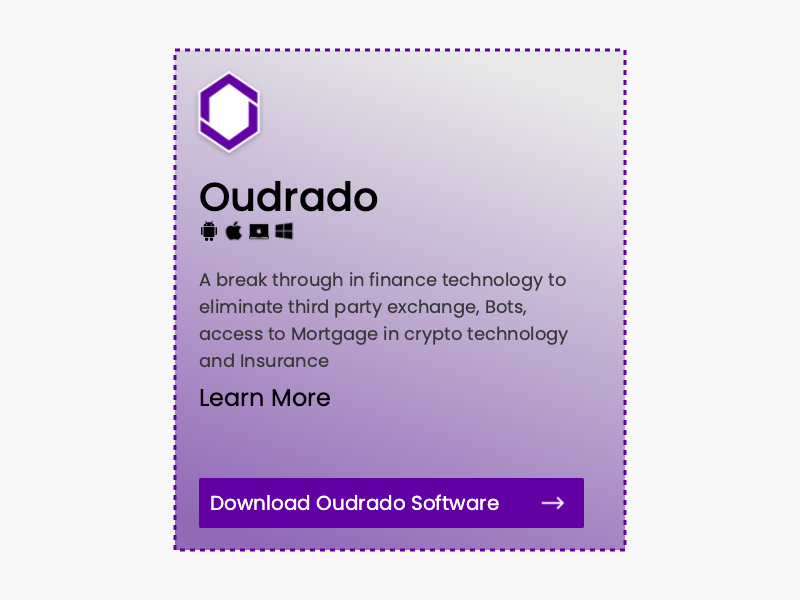 Oudrado
A break through in finance technology to
eliminate third party exchange, Bots,
access to Mortgage in crypto technology
and Insurance
Learn More
Download Oudrado Software